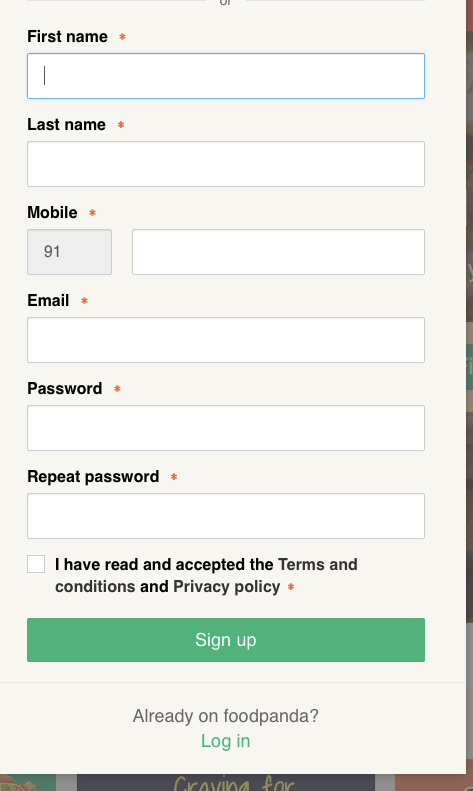 or
First name *
Last name *
Mobile *
91
Email *
Password *
Repeat password *
I have read and accepted the Terms and
conditions and Privacy policy *
Sign up
Already on foodpanda?
Log in
Craving for